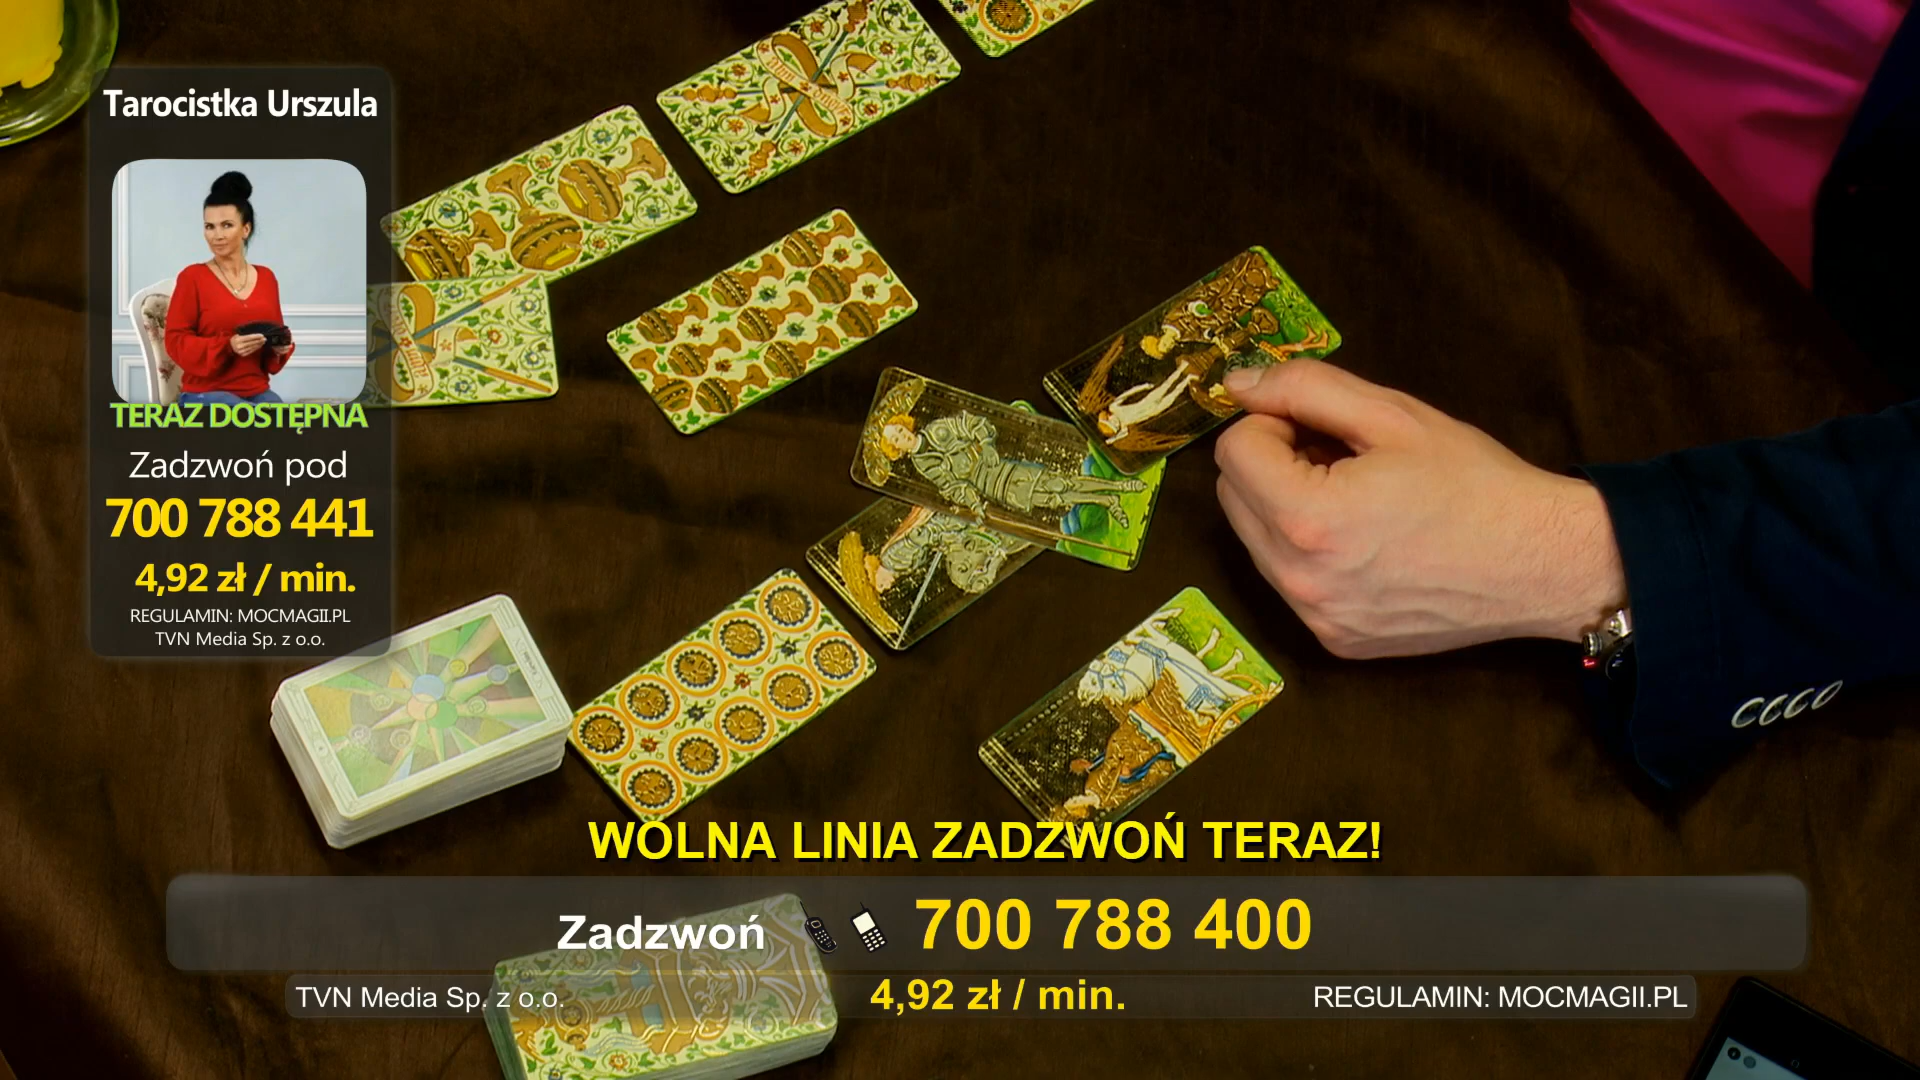 Tarocistka Urszula
TERAZ DOSTĘPNA
Zadzwoń pod
700 788 441
4,92 zł / min.
REGULAMIN: MOCMAGII.PL
TVN Media Sp. z o.o.
WOLNA LINIA ZADZWOŃ TERAZ!
Zadzwoń 700 788 400
TVN Media Sp. z o.o. 4,92 zł / min. REGULAMIN: MOCMAGII.PL